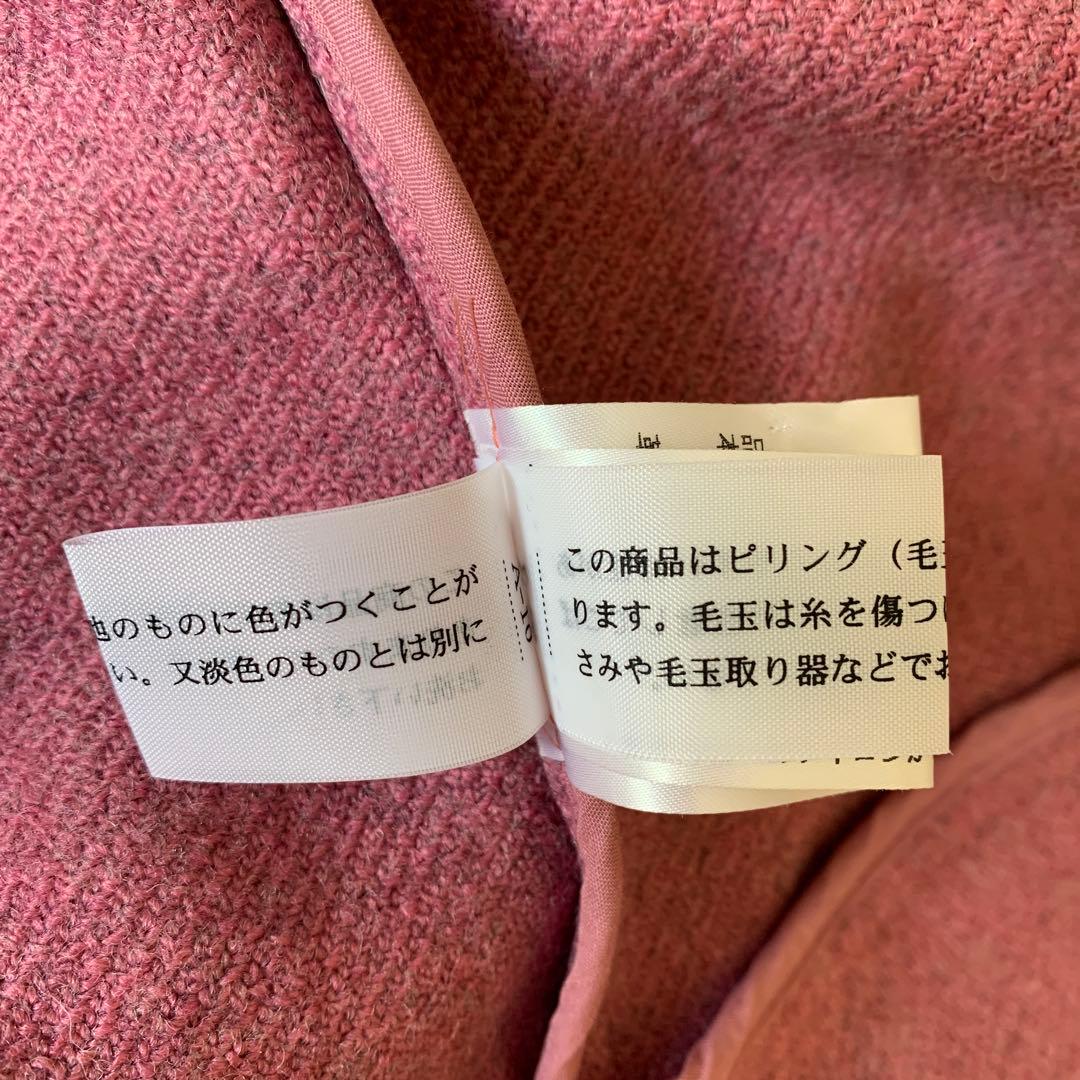 他のものに色がつくことが
い。又淡色のものとは別に
この商品はピリング（毛
ります。毛玉は糸を傷つ
さみや毛玉取り器などでお